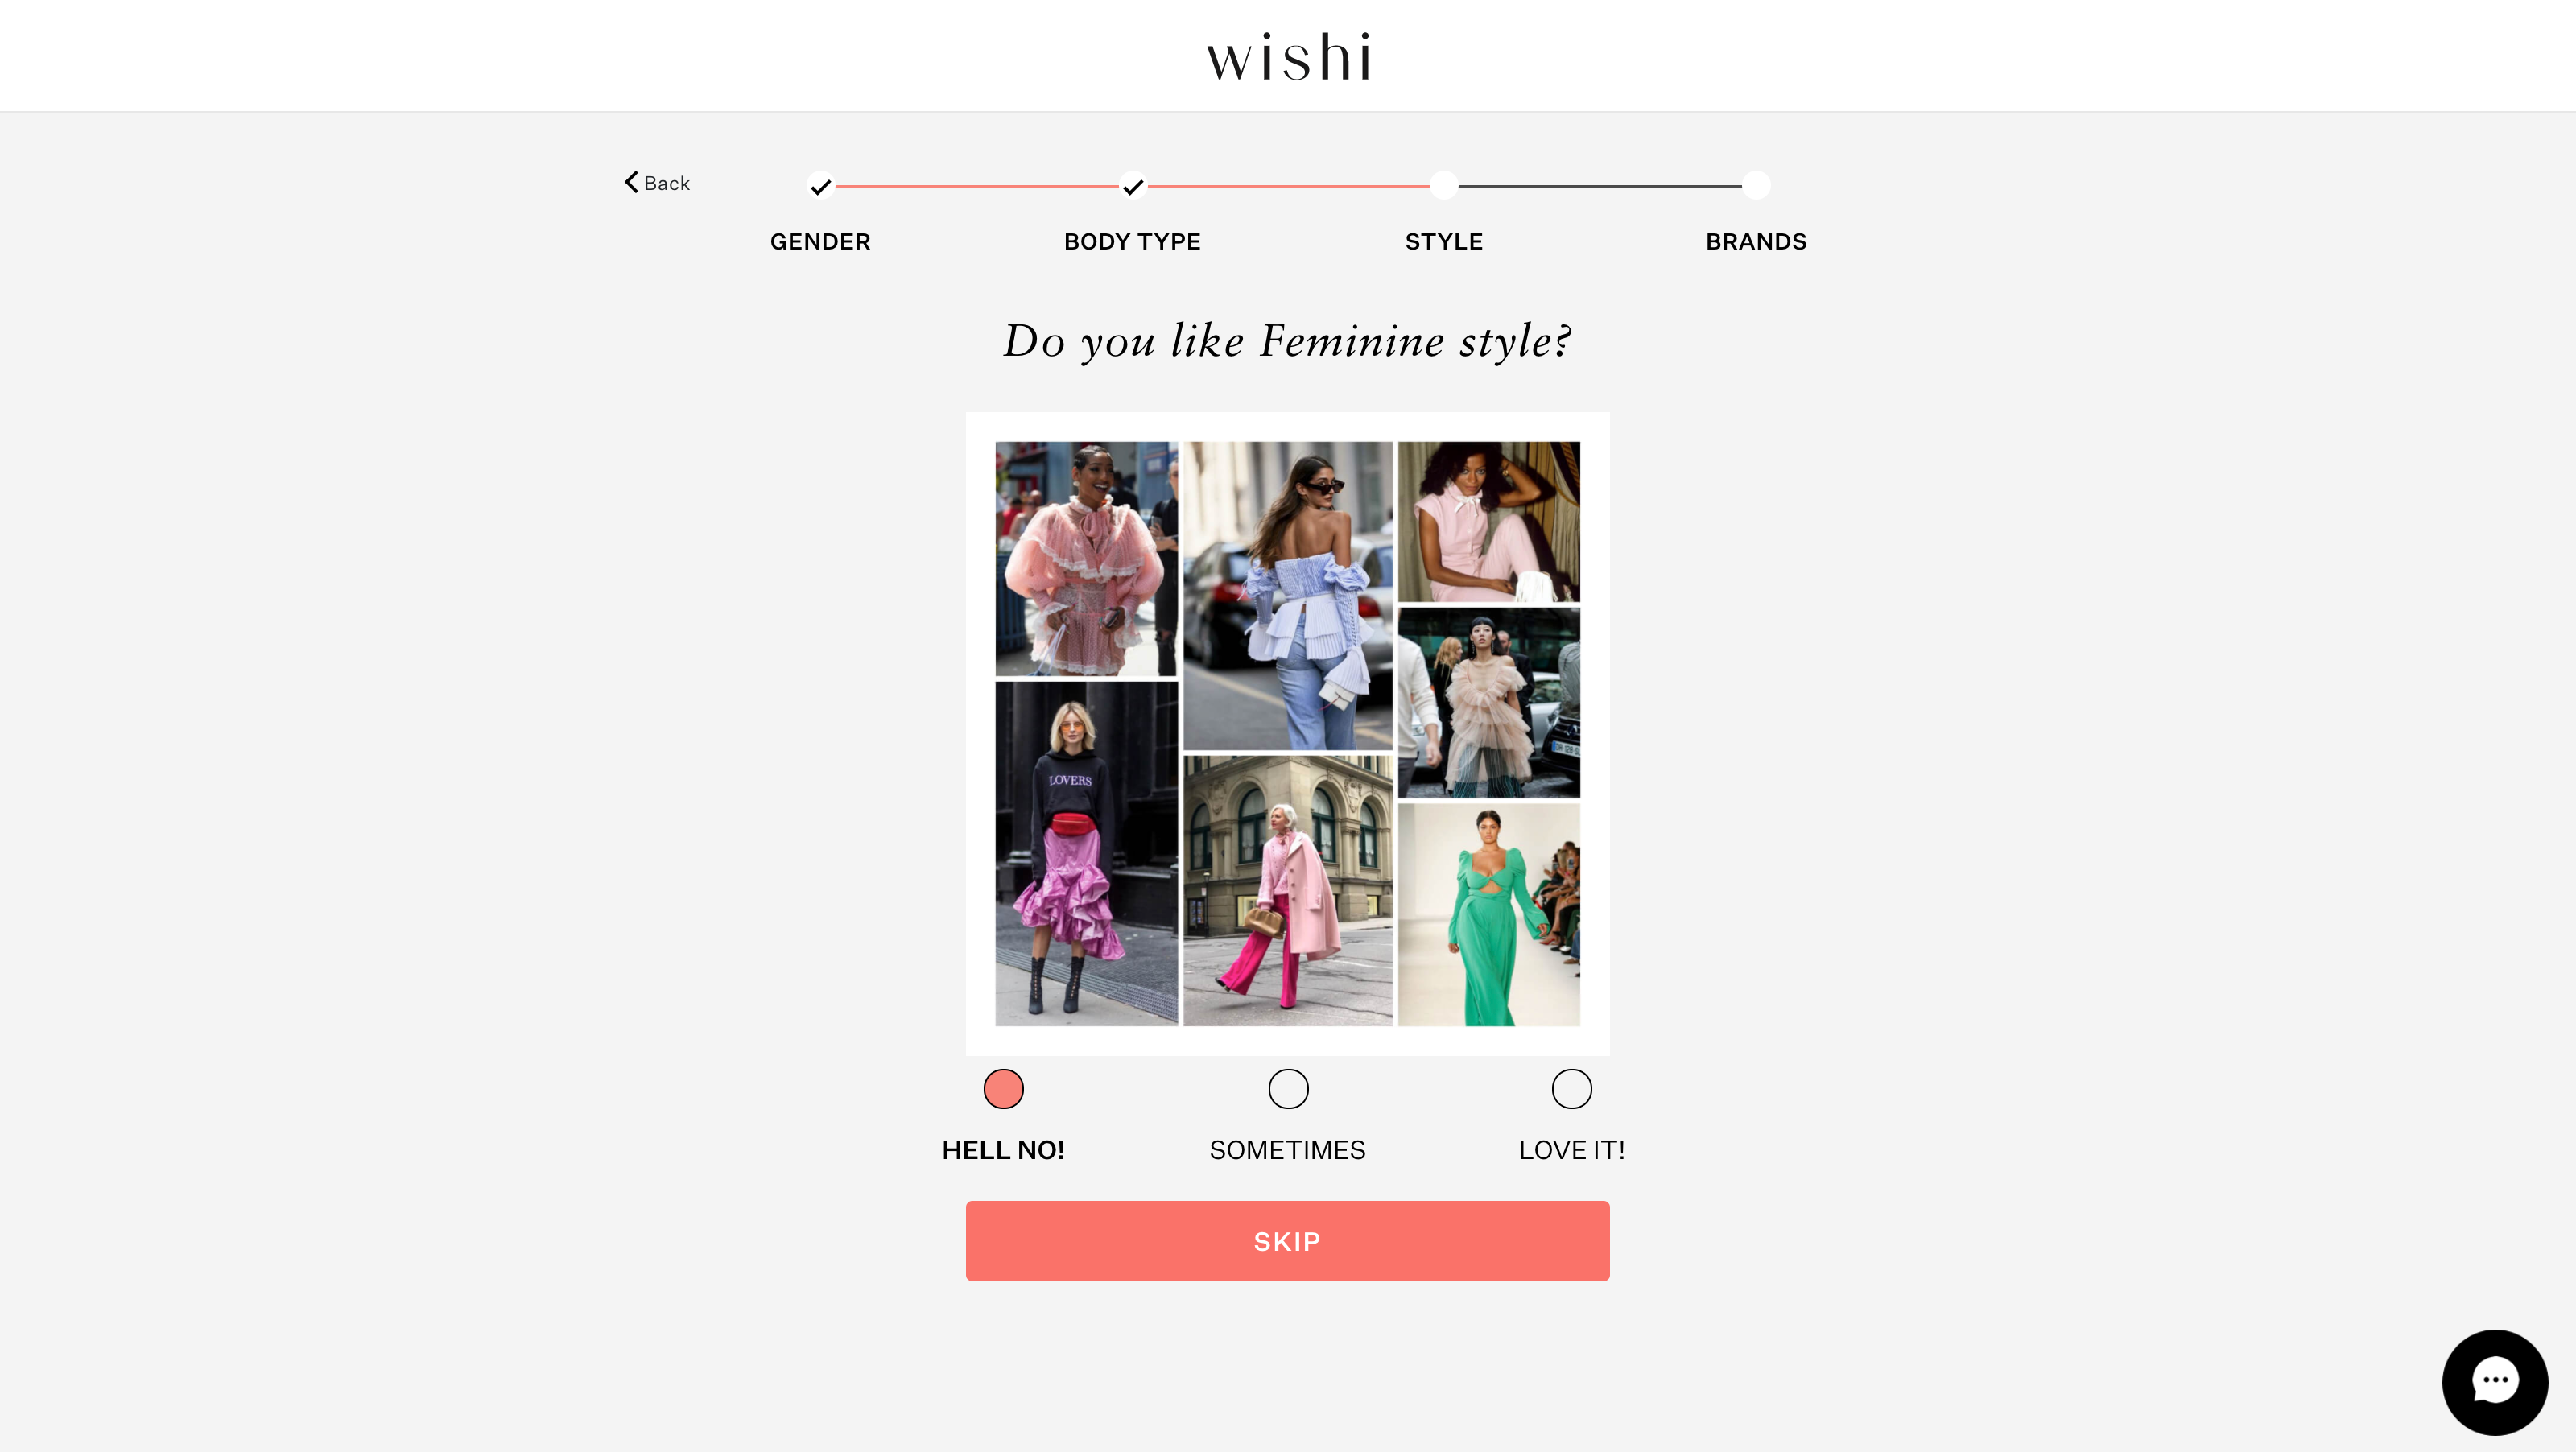 wishi
Back
GENDER
BODY TYPE
STYLE
BRANDS
Do you like Feminine style?
LOVERS
HELL NO!
SOMETIMES
LOVE IT!
SKIP